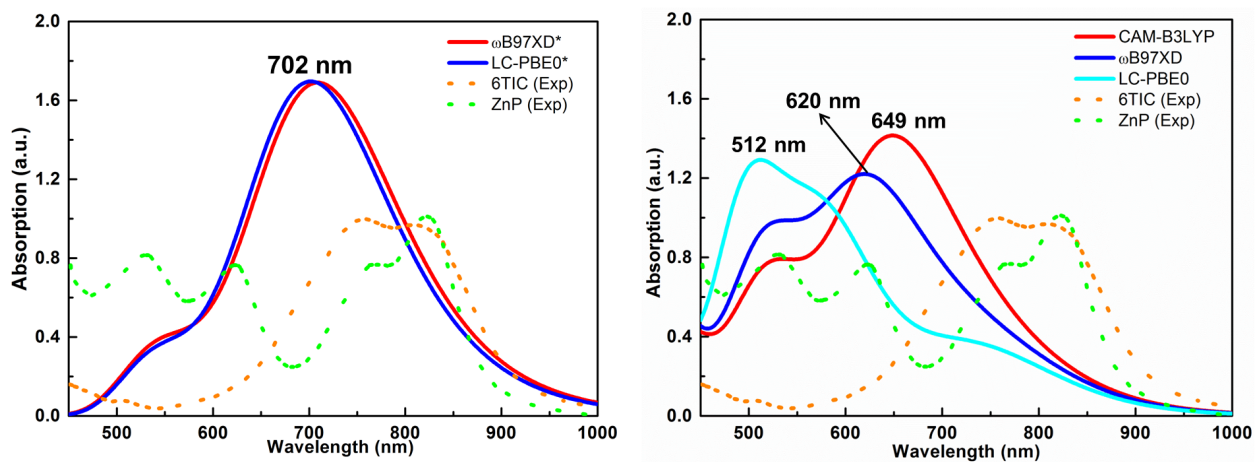 2.0
1.6
1.2
0.8
0.4
0.0
Absorption (a.u.)
500
600
700
800
900
1000
Wavelength (nm)
702 nm
ωB97XD*
LC-PBE0*
6TIC (Exp)
ZnP (Exp)
2.0
1.6
1.2
0.8
0.4
0.0
Absorption (a.u.)
500
600
700
800
900
1000
Wavelength (nm)
512 nm
620 nm
649 nm
CAM-B3LYP
ωB97XD
LC-PBE0
6TIC (Exp)
ZnP (Exp)